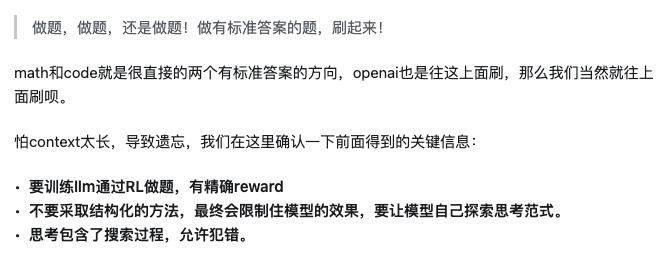 做题，做题，还是做题！做有标准答案的题，刷起来！
math和code就是很直接的两个有标准答案的方向，openai也是往这上面刷，那么我们当然就往上
面刷呗。
怕context太长，导致遗忘，我们在这里确认一下前面得到的关键信息：
• 要训练llm通过RL做题，有精确reward
• 不要采取结构化的方法，最终会限制住模型的效果，要让模型自己探索思考范式。
• 思考包含了搜索过程，允许犯错。